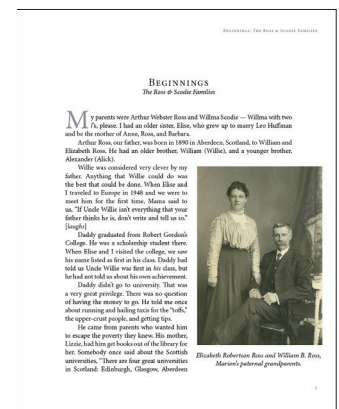 BEGINNINGS: THE ROSS & SCODIE FAMILIES
BEGINNINGS
The Ross & Scodie Families
My parents were Arthur Webster Ross and Willma Scodie — Willma with two
l's, please. I had an older sister, Elise, who grew up to marry Leo Huffman
and be the mother of Anne, Ross, and Barbara.
Arthur Ross, our father, was born in 1890 in Aberdeen, Scotland, to William and
Elizabeth Ross. He had an older brother, William (Willie), and a younger brother,
Alexander (Alick).
Willie was considered very clever by my
father. Anything that Willie could do was
the best that could be done. When Elise and
I traveled to Europe in 1948 and we were to
meet him for the first time, Mama said to
us, "If Uncle Willie isn't everything that your
father thinks he is, don't write and tell us so."
[laughs]
Daddy graduated from Robert Gordon's
College. He was a scholarship student there.
When Elise and I visited the college, we saw
his name listed as first in his class. Daddy had
told us Uncle Willie was first in his class, but
he had not told us about his own achievement.
Daddy didn't go to university. That was
a very great privilege. There was no question
of having the money to go. He told me once
about running and hailing taxis for the "toffs,"
the upper-crust people, and getting tips.
He came from parents who wanted him
to escape the poverty they knew. His mother,
Lizzie, had him get books out of the library for
her. Somebody once said about the Scottish
universities, "There are four great universities
in Scotland: Edinburgh, Glasgow, Aberdeen
Elizabeth Robertson Ross and William B. Ross,
Marion's paternal grandparents.